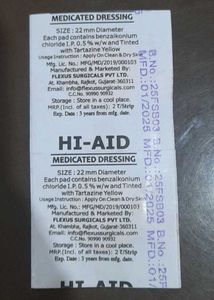 MEDICATED DRESSING
SIZE : 22 mm Diameter
Each pad contains benzalkonium
chloride I.P. 0.5 % w/w and Tinted
with Tartazine Yellow
Usage Instruction : Apply On Clean & Dry Skin
Mfg. Lic. No.: MFG/MD/2019/000103
Manufactured & Marketed By :
FLEXUS SURGICALS PVT LTD.
At. Khambha, Rajkot, Gujarat-360311
Email: info@flexussurgicals.com
C.C No. 90990 90932
Storage : Store in a cool place.
MRP.(Incl. of all taxes) : 2 ₹/Strip
Exp. Date : 3 years from mfg. date.
HI-AID
MEDICATED DRESSING
SIZE : 22 mm Diameter
Each pad contains benzalkonium
chloride I.P. 0.5 % w/w and Tinted
with Tartazine Yellow
Usage Instruction : Apply On Clean & Dry Skin
Mfg. Lic. No.: MFG/MD/2019/000103
Manufactured & Marketed By :
FLEXUS SURGICALS PVT LTD.
At. Khambha, Rajkot, Gujarat-360311
Email: info@flexussurgicals.com
C.C No. 90990 90932
Storage : Store in a cool place.
MRP.(Incl. of all taxes) : 2 ₹/Strip
Exp. Date : 3 years from mfg. date.
HI-AID
B.No.:25FSB03 B.No.:25FSB03
MFD:01/2025 MFD:01/2025